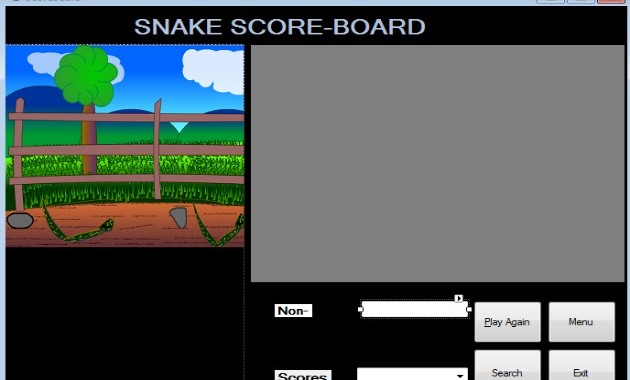 SNAKE SCORE-BOARD
Non-
Play Again
Menu
Scores
Search
Exit